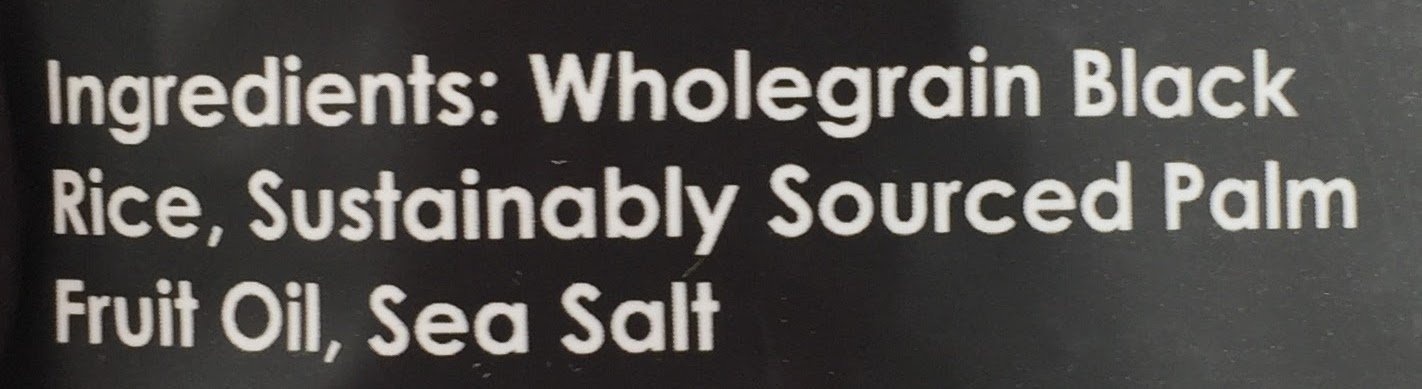 Ingredients: Wholegrain Black
Rice, Sustainably Sourced Palm
Fruit Oil, Sea Salt